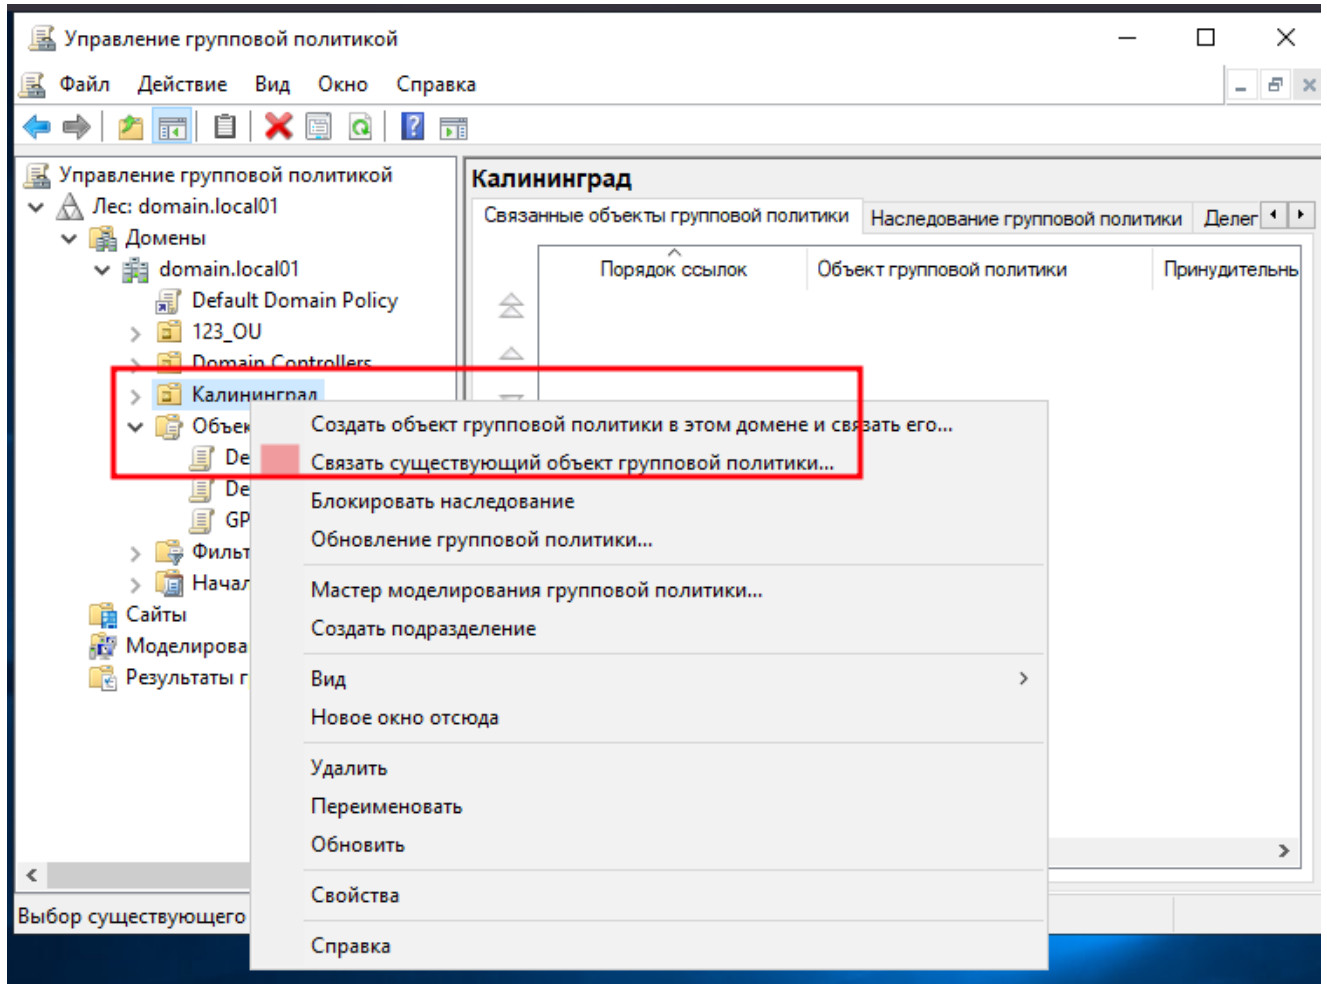 Управление групповой политикой
Файл Действие Вид Окно Справка
Управление групповой политикой
Лес: domain.local01
Домены
domain.local01
Default Domain Policy
123_OU
Domain Controllers
Калининград
Объек
De
De
GP
Фильт
Начал
Сайты
Моделирова
Результаты г
Калининград
Связанные объекты групповой политики Наследование групповой политики Делег
Порядок ссылок Объект групповой политики Принудительнь
Создать объект групповой политики в этом домене и связать его...
Связать существующий объект групповой политики...
Блокировать наследование
Обновление групповой политики...
Мастер моделирования групповой политики...
Создать подразделение
Вид
Новое окно отсюда
Удалить
Переименовать
Обновить
Свойства
Справка
Выбор существующего